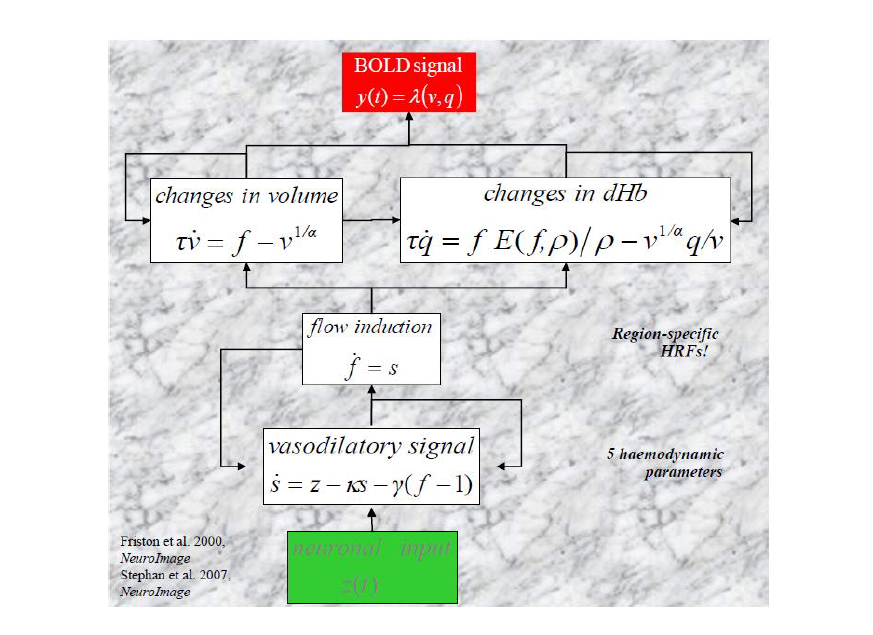 BOLD signal
y(t) = λ(v, q)
changes in volume
τv̇ = f − v^{1/α}
changes in dHb
τq̇ = f E(f,ρ)/ρ − v^{1/α} q/v
flow induction
ḟ = s
Region-specific
HRFs!
vasodilatory signal
ṡ = z − κs − γ(f − 1)
5 haemodynamic
parameters
neuronal input
z(t)
Friston et al. 2000,
NeuroImage
Stephan et al. 2007,
NeuroImage